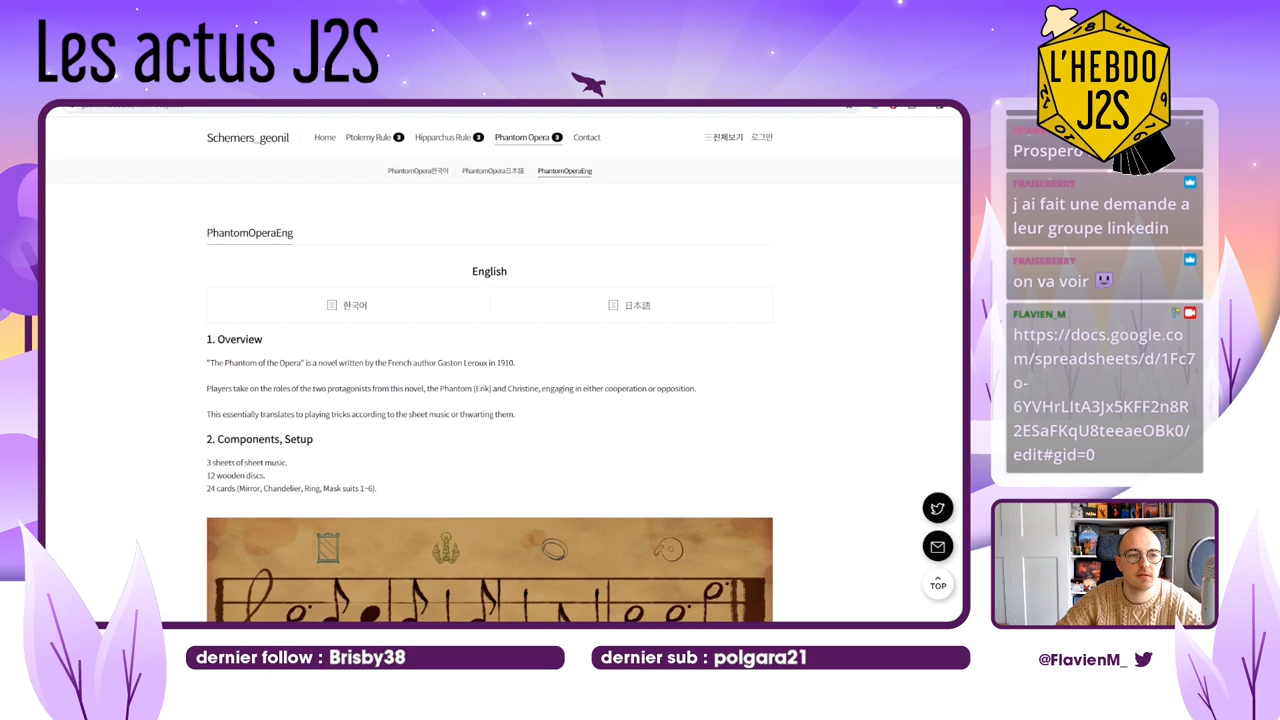 Les actus J2S
L'HEBDO
J2S
Schemers_geonil
Home
Ptolemy Rule 3
Hipparchus Rule 3
Phantom Opera 3
Contact
전체보기
로그인
PhantomOpera한국어
PhantomOpera日本語
PhantomOperaEng
PhantomOperaEng
English
한국어
日本語
1. Overview
"The Phantom of the Opera" is a novel written by the French author Gaston Leroux in 1910.
Players take on the roles of the two protagonists from this novel, the Phantom (Erik) and Christine, engaging in either cooperation or opposition.
This essentially translates to playing tricks according to the sheet music or thwarting them.
2. Components, Setup
3 sheets of sheet music.
12 wooden discs.
24 cards (Mirror, Chandelier, Ring, Mask suits 1~6).
TOP
Prospero
FRAISEBERRY
j ai fait une demande a
leur groupe linkedin
FRAISEBERRY
on va voir
FLAVIEN_M
https://docs.google.co
m/spreadsheets/d/1Fc7
o-
6YVHrLItA3Jx5KFF2n8R
2ESaFKqU8teeaeOBk0/
edit#gid=0
dernier follow : Brisby38
dernier sub : polgara21
@FlavienM_